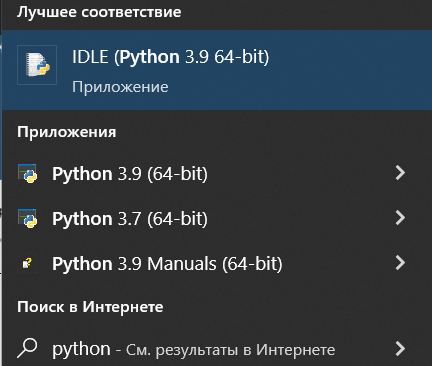 Лучшее соответствие
IDLE (Python 3.9 64-bit)
Приложение
Приложения
Python 3.9 (64-bit)
Python 3.7 (64-bit)
Python 3.9 Manuals (64-bit)
Поиск в Интернете
python - См. результаты в Интернете